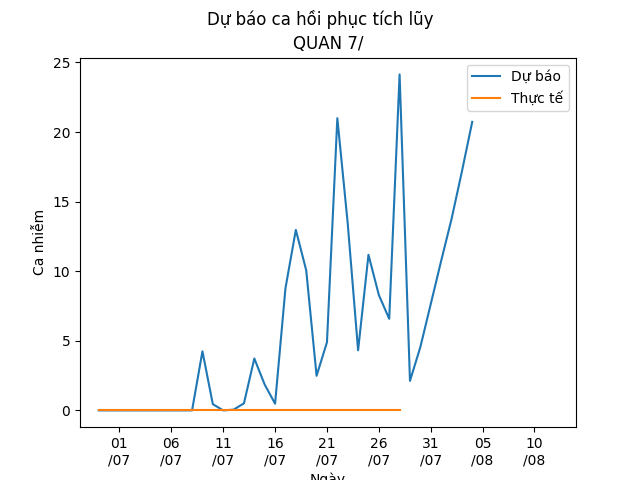 Dự báo ca hồi phục tích lũy
QUAN 7/
Dự báo
Thực tế
Ca nhiễm
25
20
15
10
5
0
01 06 11 16 21 26 31 05 10
/07 /07 /07 /07 /07 /07 /07 /08 /08
Ngày